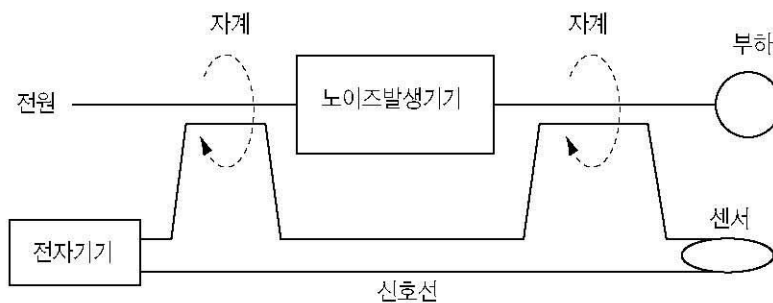 자계 자계
부하
전원 노이즈발생기기
센서
전자기기
신호선